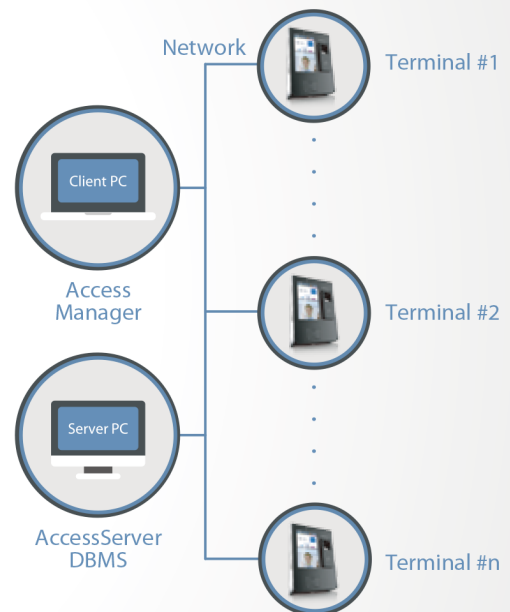 Network
Terminal #1
Client PC
Access
Manager
Terminal #2
Server PC
AccessServer
DBMS
Terminal #n